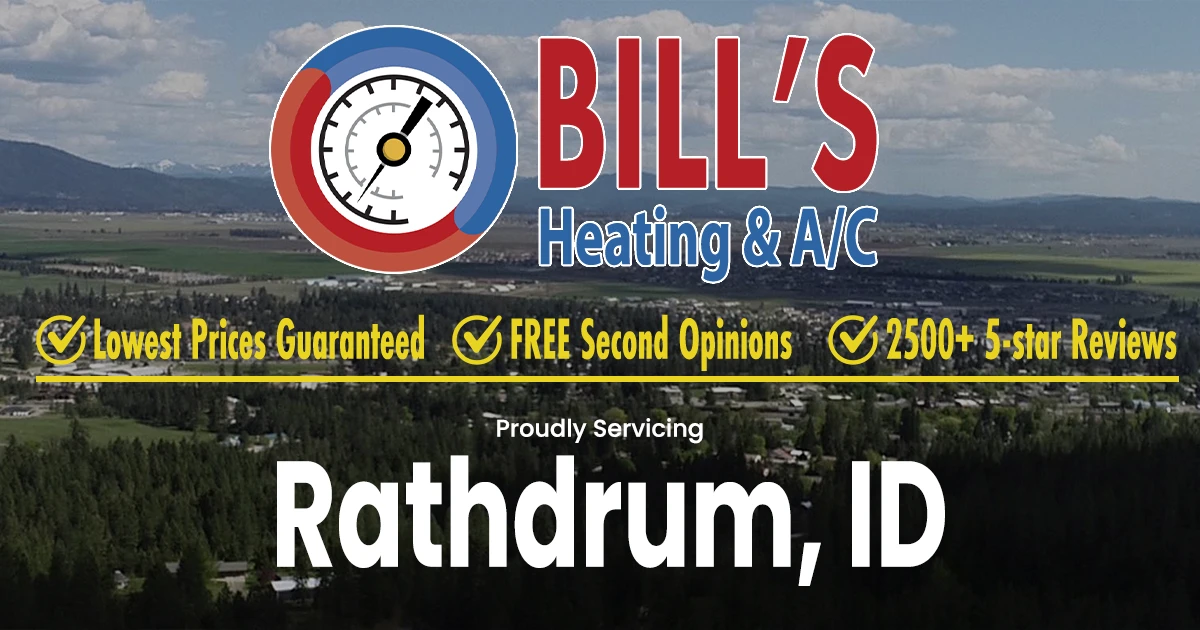 BILL'S
Heating & A/C
Lowest Prices Guaranteed FREE Second Opinions 2500+ 5-star Reviews
Proudly Servicing
Rathdrum, ID